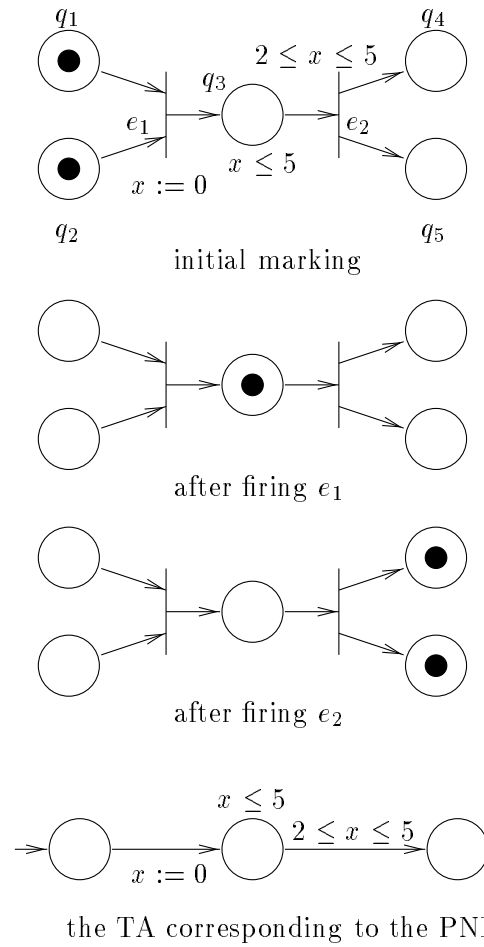 q₁ q₄
2 ≤ x ≤ 5
q₃
e₁ e₂
x ≤ 5
x := 0
q₂ q₅
initial marking
after firing e₁
after firing e₂
x ≤ 5
2 ≤ x ≤ 5
x := 0
the TA corresponding to the PN